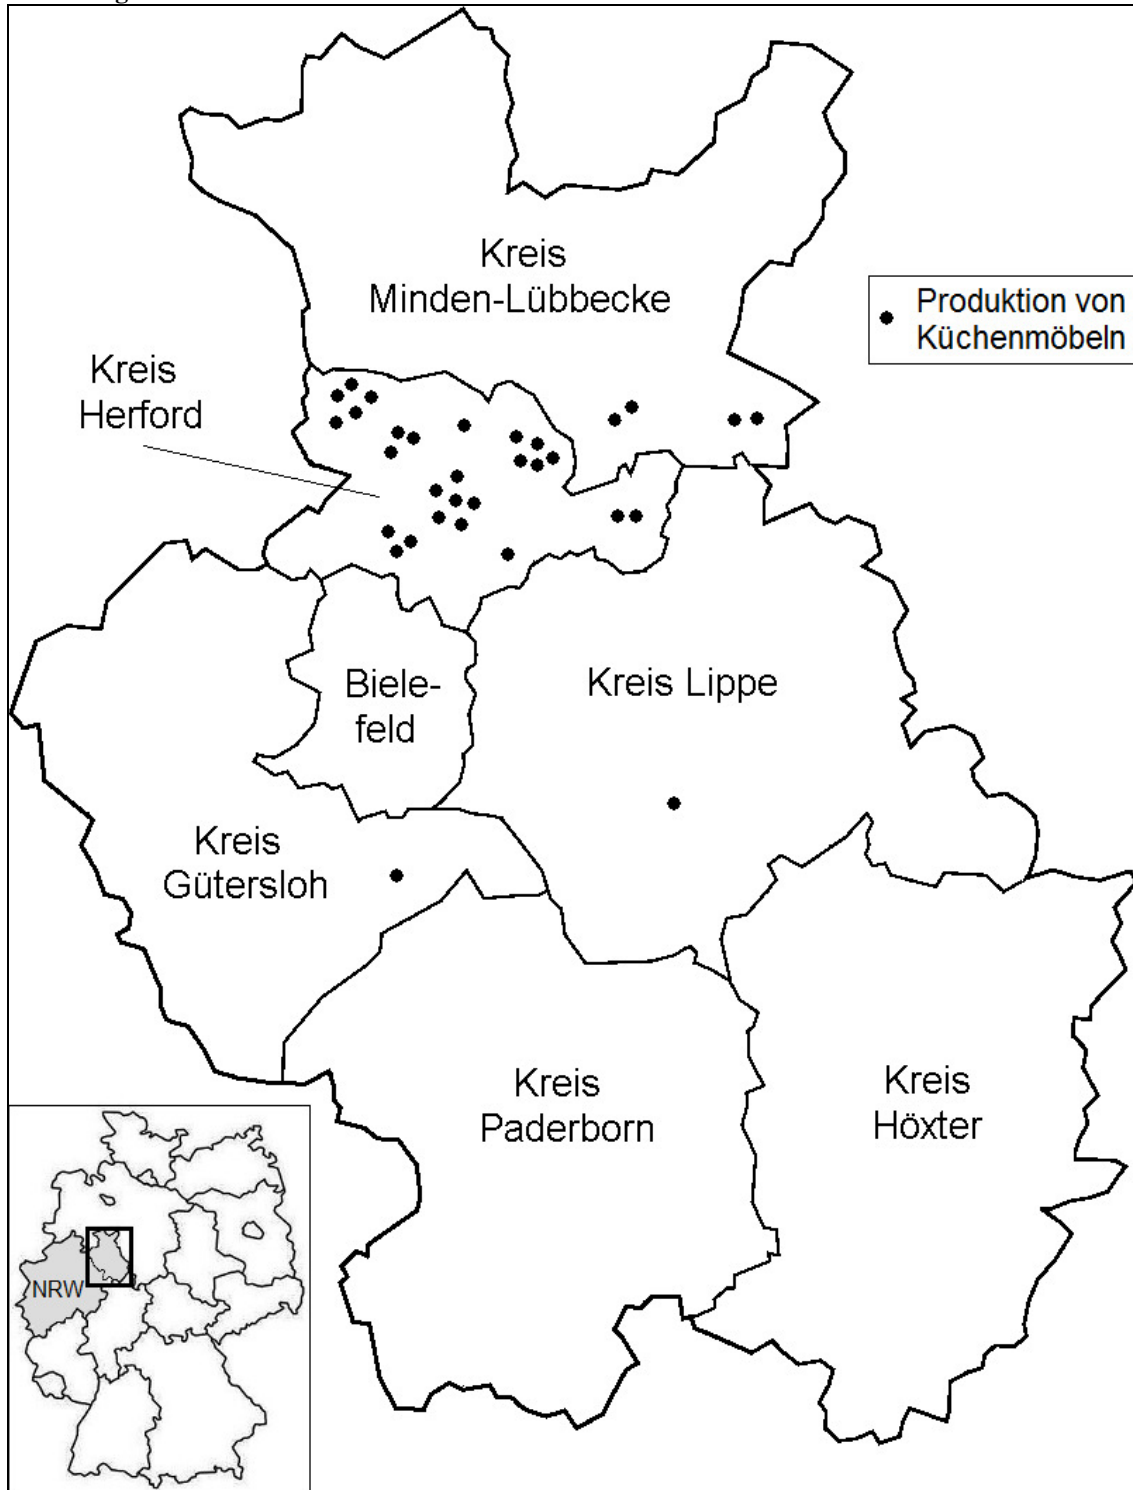 Kreis
Minden-Lübbecke
Produktion von
Küchenmöbeln
Kreis
Herford
Kreis Lippe
Biele-
feld
Kreis
Gütersloh
Kreis
Paderborn
Kreis
Höxter
NRW